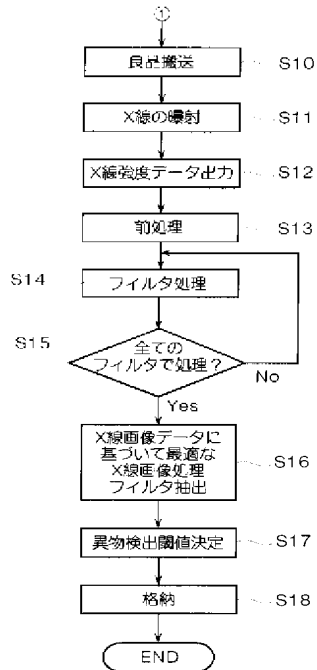 ①
良品搬送
S10
X線の曝射
S11
X線強度データ出力
S12
前処理
S13
S14
フィルタ処理
S15
全ての
フィルタで処理？
No
Yes
X線画像データに
基づいて最適な
X線画像処理
フィルタ抽出
S16
異物検出閾値決定
S17
格納
S18
END